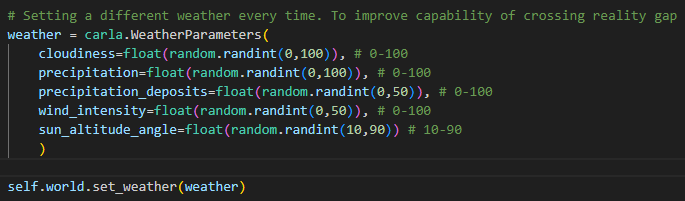 # Setting a different weather every time. To improve capability of crossing reality gap
weather = carla.WeatherParameters(
    cloudiness=float(random.randint(0,100)), # 0-100
    precipitation=float(random.randint(0,100)), # 0-100
    precipitation_deposits=float(random.randint(0,50)), # 0-100
    wind_intensity=float(random.randint(0,50)), # 0-100
    sun_altitude_angle=float(random.randint(10,90)) # 10-90
    )
self.world.set_weather(weather)